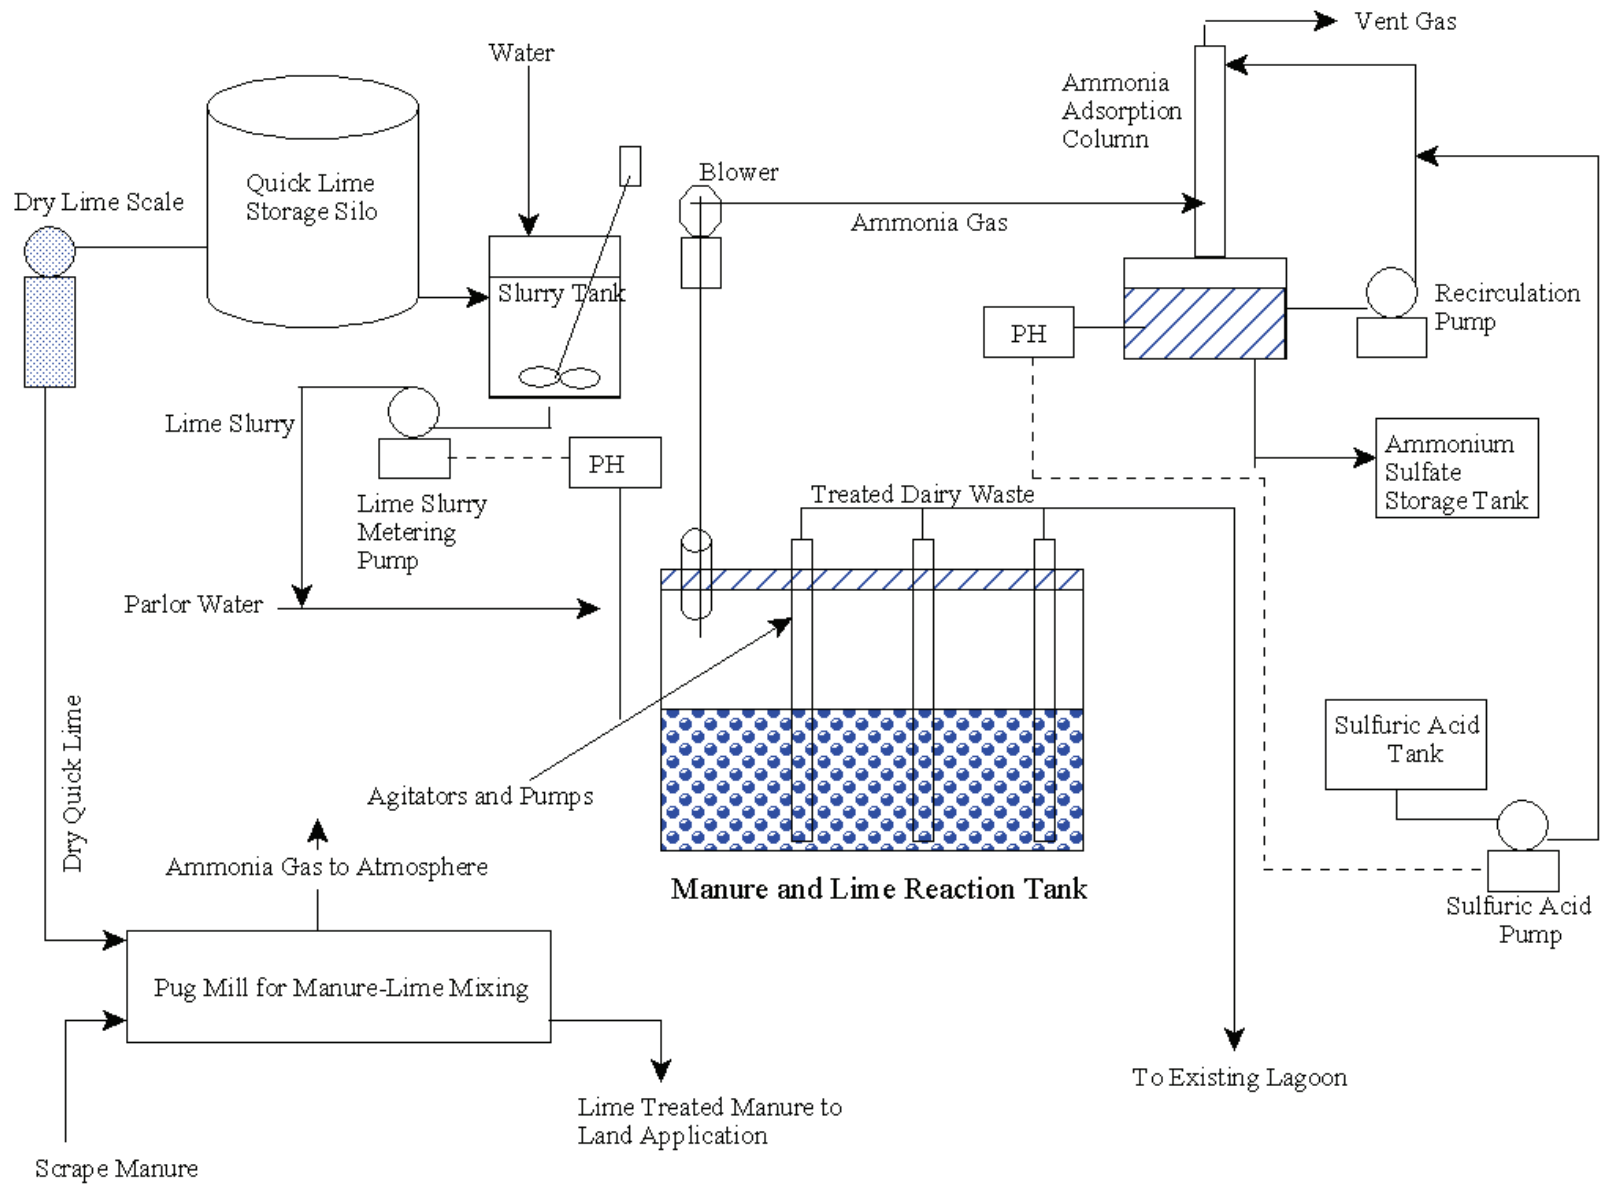 Vent Gas
Water
Ammonia
Adsorption
Column
Blower
Quick Lime
Storage Silo
Dry Lime Scale
Ammonia Gas
Slurry Tank
Recirculation
Pump
PH
Lime Slurry
PH
Ammonium
Sulfate
Storage Tank
Treated Dairy Waste
Lime Slurry
Metering
Pump
Parlor Water
Dry Quick Lime
Sulfuric Acid
Tank
Agitators and Pumps
Ammonia Gas to Atmosphere
Manure and Lime Reaction Tank
Sulfuric Acid
Pump
Pug Mill for Manure-Lime Mixing
To Existing Lagoon
Lime Treated Manure to
Land Application
Scrape Manure